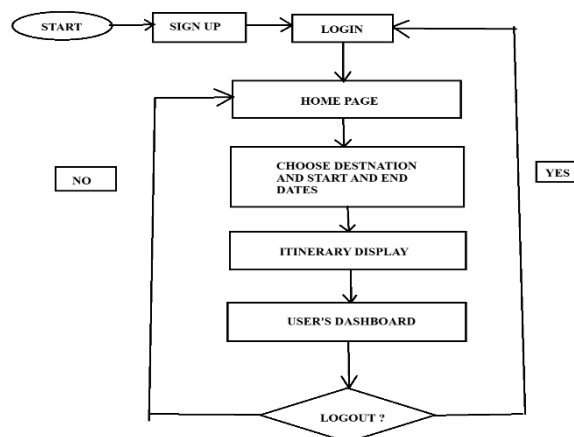 START
SIGN UP
LOGIN
HOME PAGE
CHOOSE DESTNATION
AND START AND END
DATES
NO
YES
ITINERARY DISPLAY
USER'S DASHBOARD
LOGOUT ?